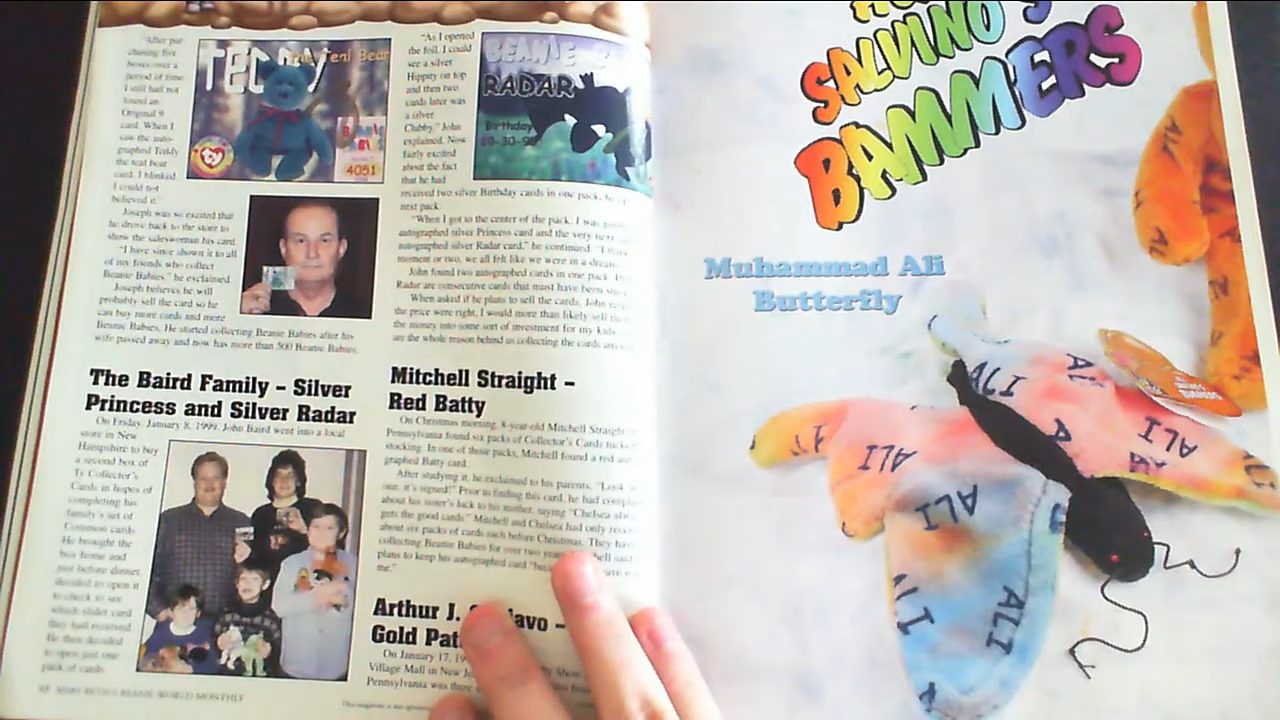 "After pur-
chasing five
boxes over a
period of time
I still had not
found an
Original 9
card. When I
saw the auto-
graphed Teddy
the teal bear
card, I blinked.
I could not
believed it."
Joseph was so excited that
he drove back to the store to
show the saleswoman his card.
"I have since shown it to all
of my friends who collect
Beanie Babies," he exclaimed.
Joseph believes he will
probably sell the card so he
can buy more cards and more
Beanie Babies. He started collecting Beanie Babies after his
wife passed away and now has more than 500 Beanie Babies.
TEDDY
the Teal Bear
ty
4051
The Baird Family – Silver
Princess and Silver Radar
On Friday, January 8, 1999, John Baird went into a local
store in New
Hampshire to buy
a second box of
Ty Collector's
Cards in hopes of
completing his
family's set of
Common cards.
He brought the
box home and
just before dinner,
decided to open it
to check to see
which slider card
they had received.
He then decided
to open just one
pack of cards.
MARY BETH'S BEANIE WORLD MONTHLY
"As I opened
the foil, I could
see a silver
Hippity on top
and then two
cards later was
a silver
Clubby," John
explained. Now
fairly excited
about the fact
that he had
received two silver Birthday cards in one pack, he
next pack.
BEANIE
RADAR
Birthday
10-30-95
"When I got to the center of the pack, I was
autographed silver Princess card and the very next
autographed silver Radar card," he continued. "I
moment or two, we all felt like we were in a dream
John found two autographed cards in one pack.
Radar are consecutive cards that must have been
When asked if he plans to sell the cards, John
the price were right, I would more than likely sell
the money into some sort of investment for my kids
are the whole reason behind us collecting the cards
Mitchell Straight –
Red Batty
On Christmas morning, 8-year-old Mitchell Straight
Pennsylvania found six packs of Collector's Cards
stocking. In one of those packs, Mitchell found a red
graphed Batty card.
After studying it, he exclaimed to his parents, "Look
one, it's signed!" Prior to finding this card, he had
about his sister's luck to his mother, saying "Chelsea
gets the good cards." Mitchell and Chelsea had only
about six packs of cards each before Christmas. They
collecting Beanie Babies for over two years
plans to keep his autographed card
me."
Arthur J.
Gold
On January 17,
Village Mall in New
Pennsylvania was there
SALVINO'S
BAMMERS
Muhammad Ali
Butterfly
ALI
ALI
ALI
ALI
ALI